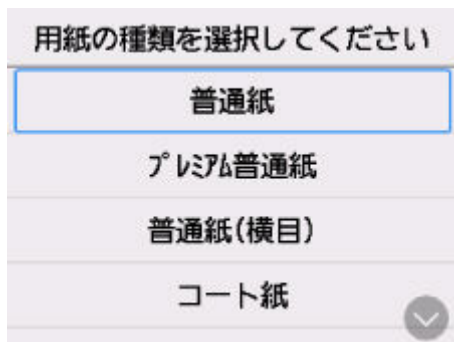 用紙の種類を選択してください
普通紙
プレミアム普通紙
普通紙(横目)
コート紙